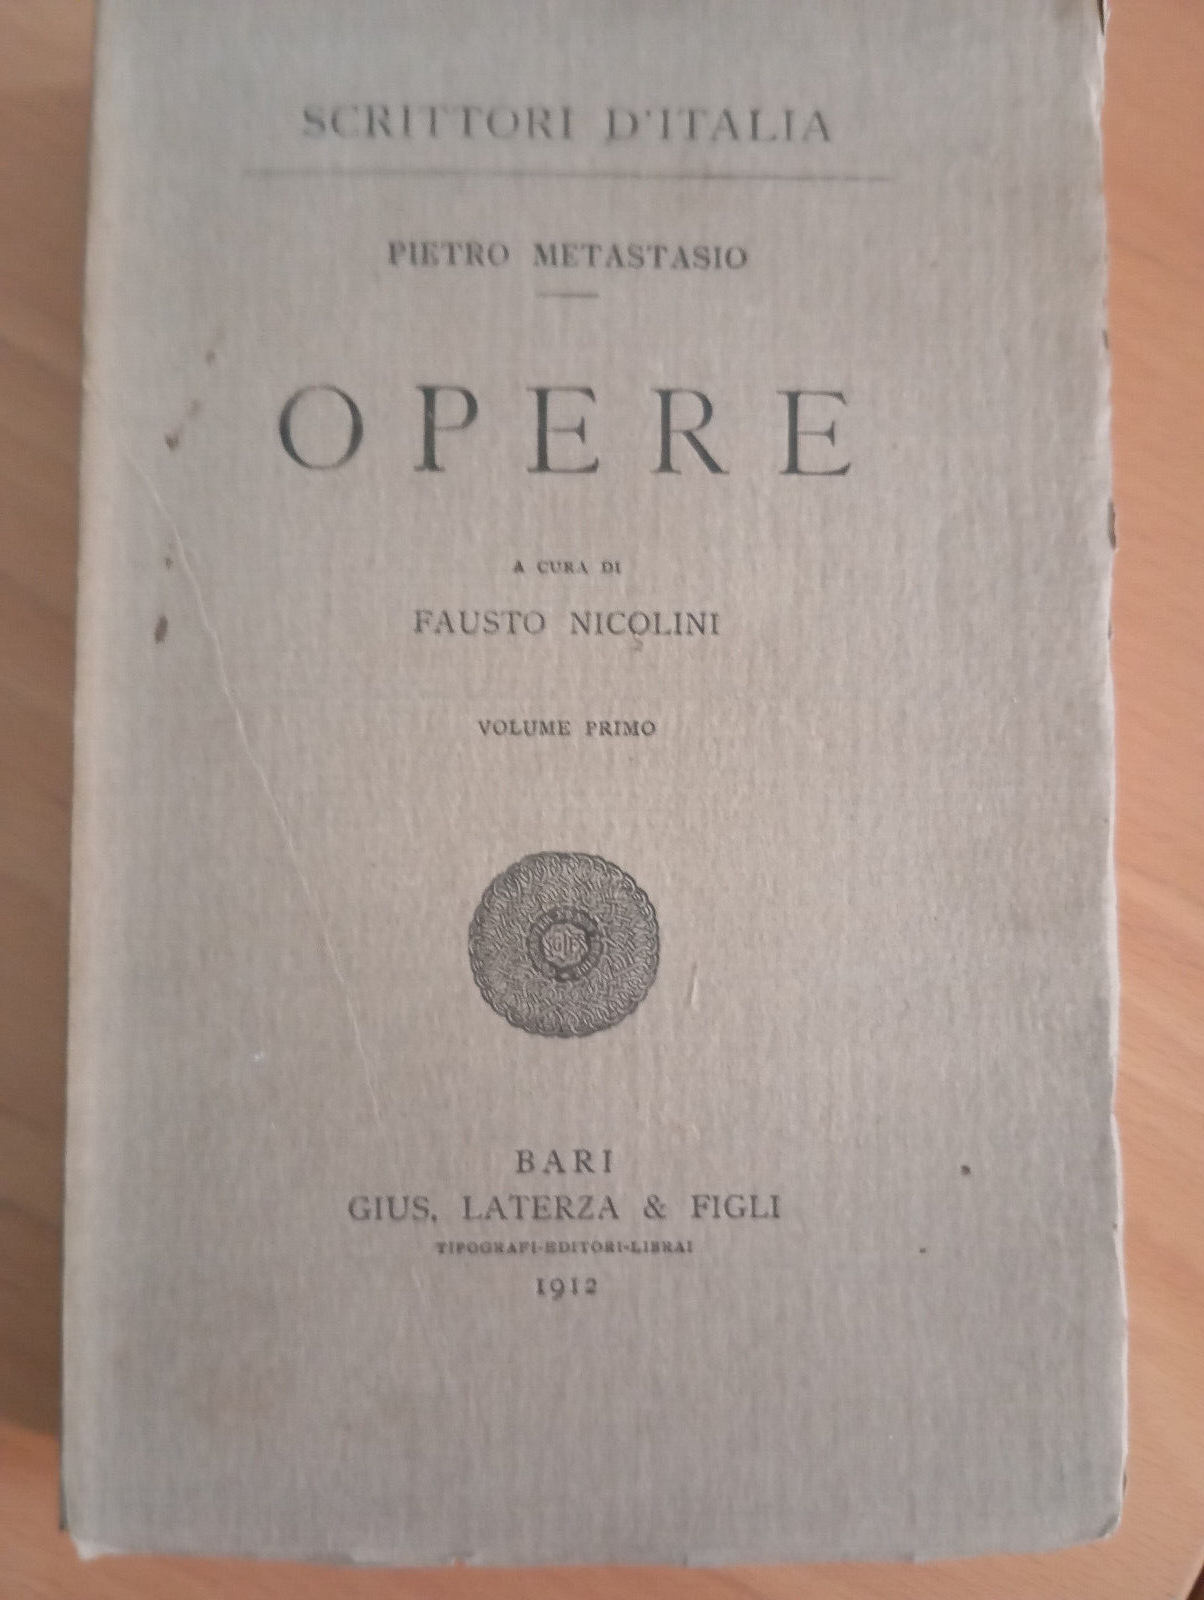 SCRITTORI D'ITALIA
PIETRO METASTASIO
OPERE
A CURA DI
FAUSTO NICOLINI
VOLUME PRIMO
BARI
GIUS. LATERZA & FIGLI
TIPOGRAFI-EDITORI-LIBRAI
1912